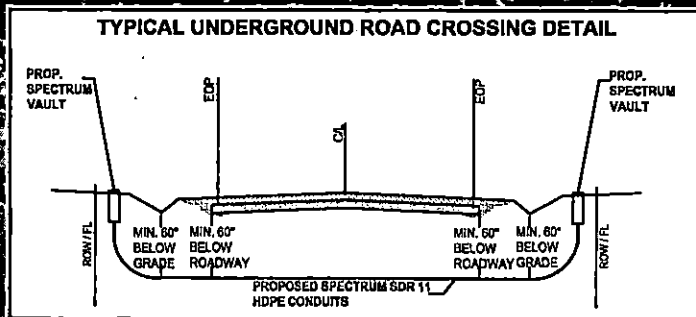 TYPICAL UNDERGROUND ROAD CROSSING DETAIL
PROP.
SPECTRUM
VAULT
EOP
C/L
EOP
PROP.
SPECTRUM
VAULT
ROW/FL
MIN. 60"
BELOW
GRADE
MIN. 60"
BELOW
ROADWAY
MIN. 60"
BELOW
ROADWAY
MIN. 60"
BELOW
GRADE
ROW/FL
PROPOSED SPECTRUM SDR 11
HDPE CONDUITS